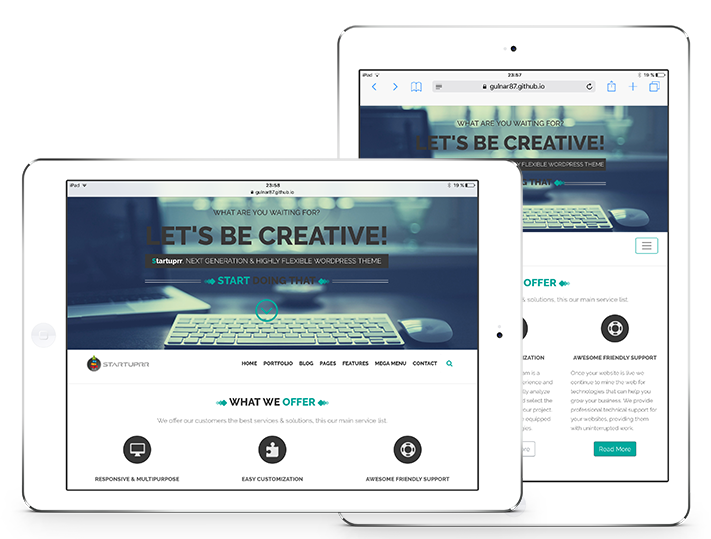 iPad
23:58
19 %
gulnar87.github.io
WHAT ARE YOU WAITING FOR?
LET'S BE CREATIVE!
Startuprr. NEXT GENERATION & HIGHLY FLEXIBLE WORDPRESS THEME
START DOING THAT
STARTUPRR
HOME PORTFOLIO BLOG PAGES FEATURES MEGA MENU CONTACT
WHAT WE OFFER
We offer our customers the best services & solutions, this our main service list.
RESPONSIVE & MULTIPURPOSE
EASY CUSTOMIZATION
AWESOME FRIENDLY SUPPORT
iPad
23:57
19 %
gulnar87.github.io
WHAT ARE YOU WAITING FOR?
LET'S BE CREATIVE!
HIGHLY FLEXIBLE WORDPRESS THEME
THAT
OFFER
& solutions, this our main service list.
AWESOME FRIENDLY SUPPORT
Once your website is live we
continue to mine the web for
technologies that can help you
grow your business. We provide
professional technical support for
your websites, providing them
with uninterrupted work.
Read More